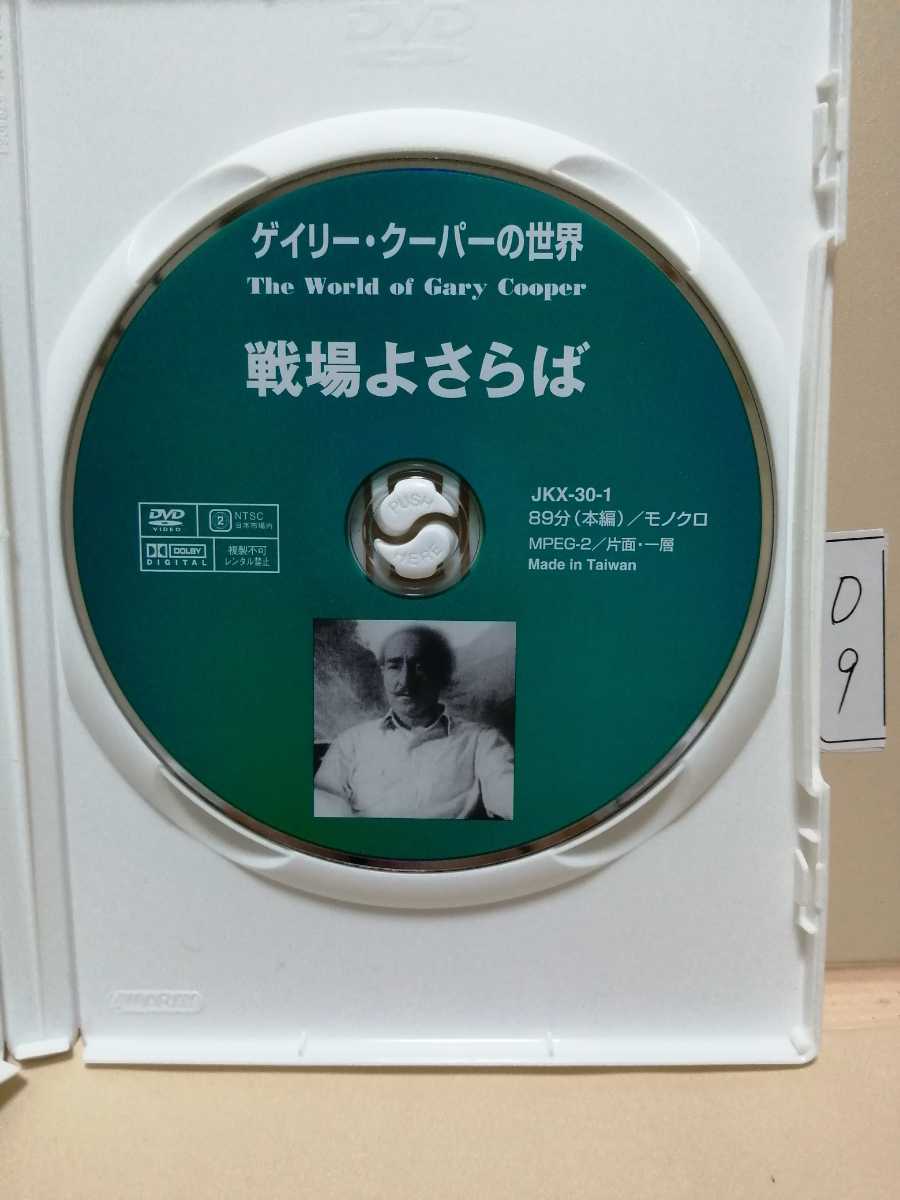 DVD
ゲイリー・クーパーの世界
The World of Gary Cooper
戦場よさらば
PUSH
HERE
DVD
VIDEO
2 NTSC
日本市場内
DOLBY
DIGITAL
複製不可
レンタル禁止
JKX-30-1
89分(本編)/モノクロ
MPEG-2/片面・一層
Made in Taiwan
D
9
AMARAY